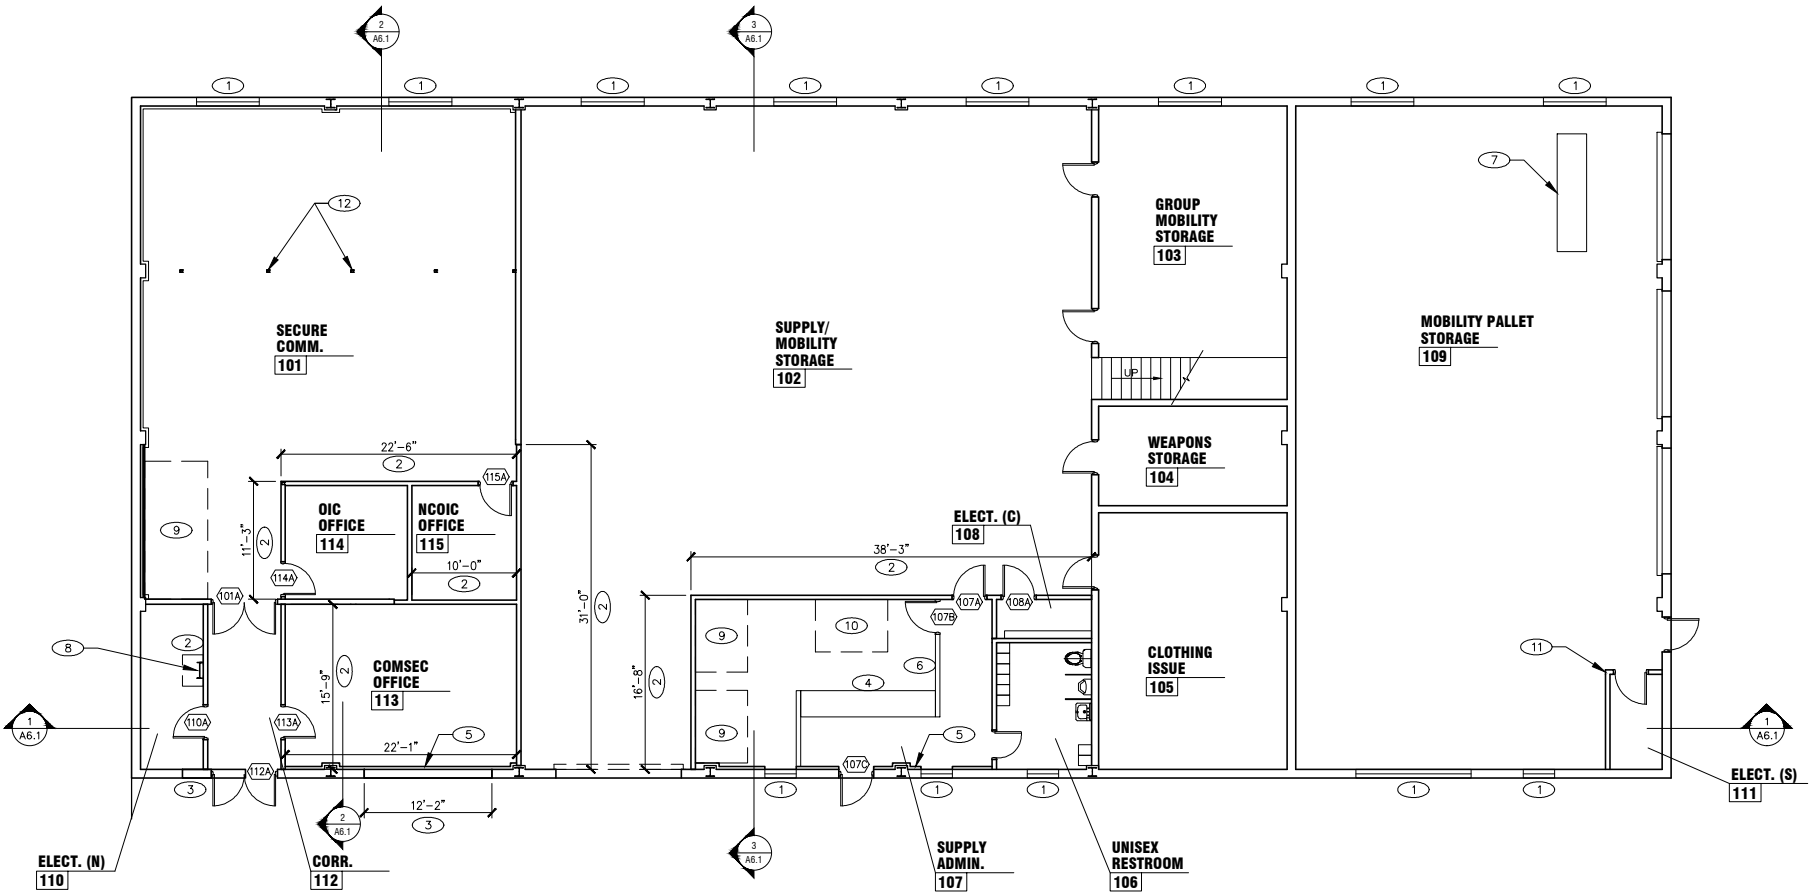 2
A6.1
3
A6.1
1
1
1
1
1
1
1
1
7
12
GROUP
MOBILITY
STORAGE
103
SECURE
COMM.
101
SUPPLY/
MOBILITY
STORAGE
102
MOBILITY PALLET
STORAGE
109
UP
22'-6"
2
115A
WEAPONS
STORAGE
104
9
11'-3"
2
OIC
OFFICE
114
NCOIC
OFFICE
115
ELECT. (C)
108
38'-3"
2
10'-0"
2
114A
101A
107A
108A
107B
31'-0"
2
9
10
8
2
COMSEC
OFFICE
113
15'-9"
2
16'-8"
2
6
4
CLOTHING
ISSUE
105
11
1
A6.1
110A
113A
22'-1"
5
9
5
1
A6.1
112A
107C
3
1
1
1
1
1
ELECT. (S)
111
12'-2"
3
2
A6.1
3
A6.1
ELECT. (N)
110
CORR.
112
SUPPLY
ADMIN.
107
UNISEX
RESTROOM
106